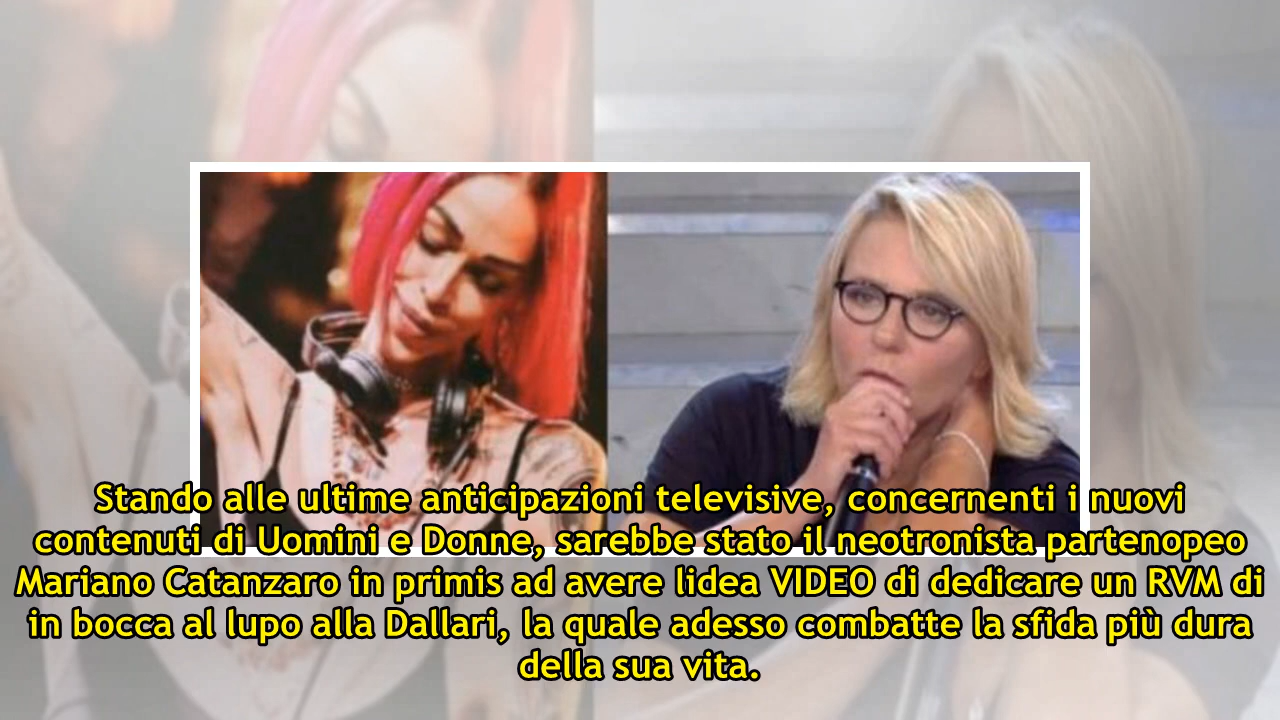 Stando alle ultime anticipazioni televisive, concernenti i nuovi
contenuti di Uomini e Donne, sarebbe stato il neotronista partenopeo
Mariano Catanzaro in primis ad avere lidea VIDEO di dedicare un RVM di
in bocca al lupo alla Dallari, la quale adesso combatte la sfida più dura
della sua vita.